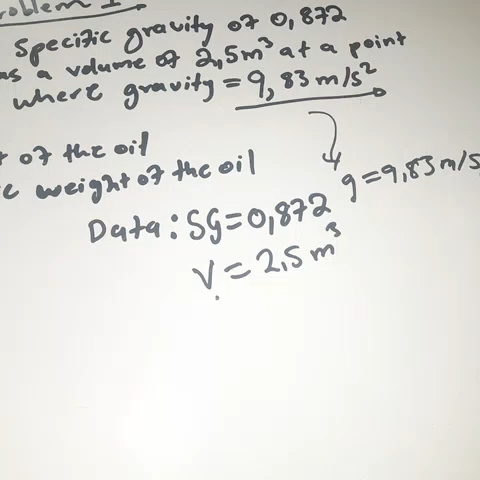 roblem 1
specific gravity of 0,872
as a volume of 2,5m³ at a point
where gravity = 9,83 m/s²
t of the oil
c weight of the oil
g=9,83 m/s
Data: SG=0,872
V = 2,5 m³